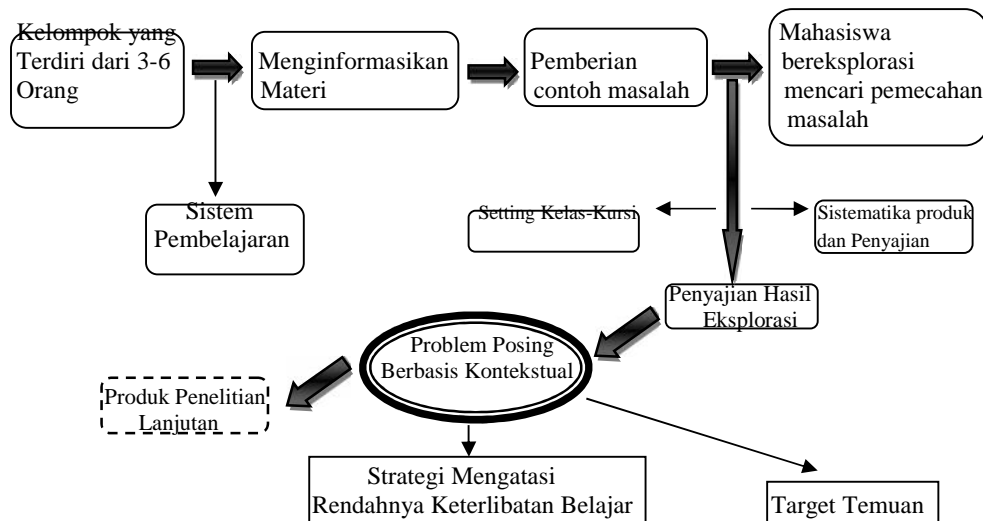 Kelompok yang
Terdiri dari 3-6
Orang
Menginformasikan
Materi
Pemberian
contoh masalah
Mahasiswa
bereksplorasi
mencari pemecahan
masalah
Sistem
Pembelajaran
Setting Kelas-Kursi
Sistematika produk
dan Penyajian
Penyajian Hasil
Eksplorasi
Problem Posing
Berbasis Kontekstual
Produk Penelitian
Lanjutan
Strategi Mengatasi
Rendahnya Keterlibatan Belajar
Target Temuan